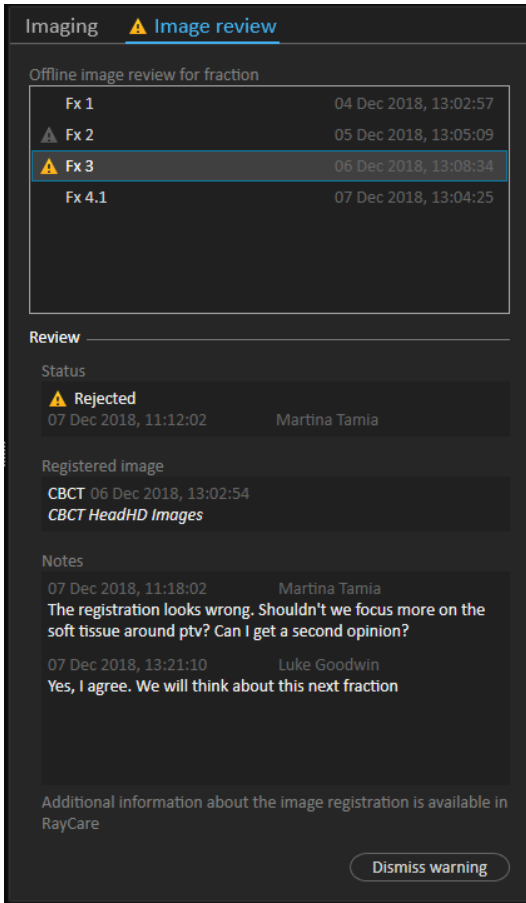 Imaging Image review
Offline image review for fraction
Fx 1 04 Dec 2018, 13:02:57
Fx 2 05 Dec 2018, 13:05:09
Fx 3 06 Dec 2018, 13:08:34
Fx 4.1 07 Dec 2018, 13:04:25
Review
Status
Rejected
07 Dec 2018, 11:12:02 Martina Tamia
Registered image
CBCT 06 Dec 2018, 13:02:54
CBCT HeadHD Images
Notes
07 Dec 2018, 11:18:02 Martina Tamia
The registration looks wrong. Shouldn't we focus more on the
soft tissue around ptv? Can I get a second opinion?
07 Dec 2018, 13:21:10 Luke Goodwin
Yes, I agree. We will think about this next fraction
Additional information about the image registration is available in
RayCare
Dismiss warning